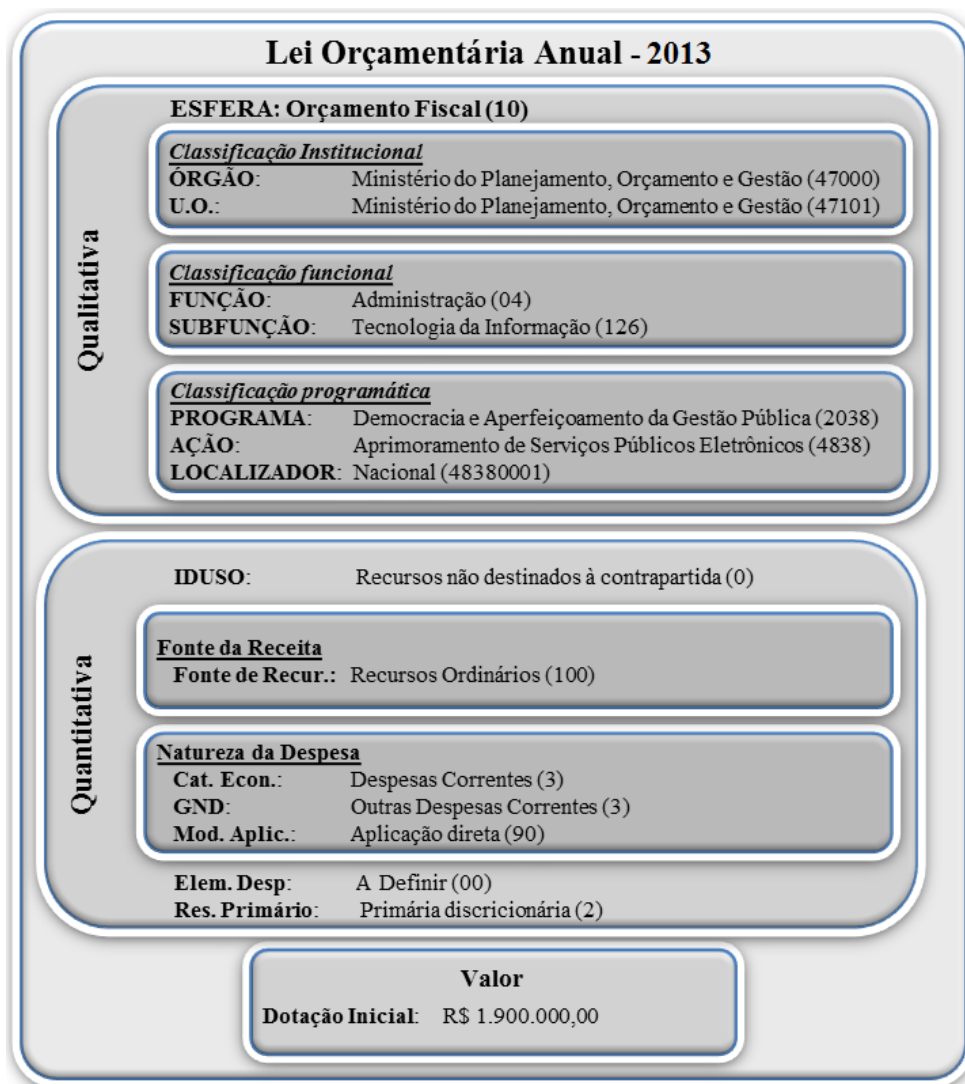 Lei Orçamentária Anual - 2013
Qualitativa
ESFERA: Orçamento Fiscal (10)
Classificação Institucional
ÓRGÃO: Ministério do Planejamento, Orçamento e Gestão (47000)
U.O.: Ministério do Planejamento, Orçamento e Gestão (47101)
Classificação funcional
FUNÇÃO: Administração (04)
SUBFUNÇÃO: Tecnologia da Informação (126)
Classificação programática
PROGRAMA: Democracia e Aperfeiçoamento da Gestão Pública (2038)
AÇÃO: Aprimoramento de Serviços Públicos Eletrônicos (4838)
LOCALIZADOR: Nacional (48380001)
Quantitativa
IDUSO: Recursos não destinados à contrapartida (0)
Fonte da Receita
Fonte de Recur.: Recursos Ordinários (100)
Natureza da Despesa
Cat. Econ.: Despesas Correntes (3)
GND: Outras Despesas Correntes (3)
Mod. Aplic.: Aplicação direta (90)
Elem. Desp: A Definir (00)
Res. Primário: Primária discricionária (2)
Valor
Dotação Inicial: R$ 1.900.000,00